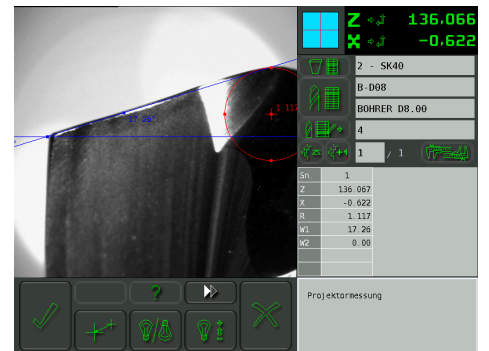 Z 136.066
X -0.622
2 - SK40
B-D08
BOHRER D8.00
4
1 / 1
1 117
17 26°
Sn 1
Z 136 067
X -0 622
R 1 117
W1 17 26
W2 0 00
?
Projektormessung